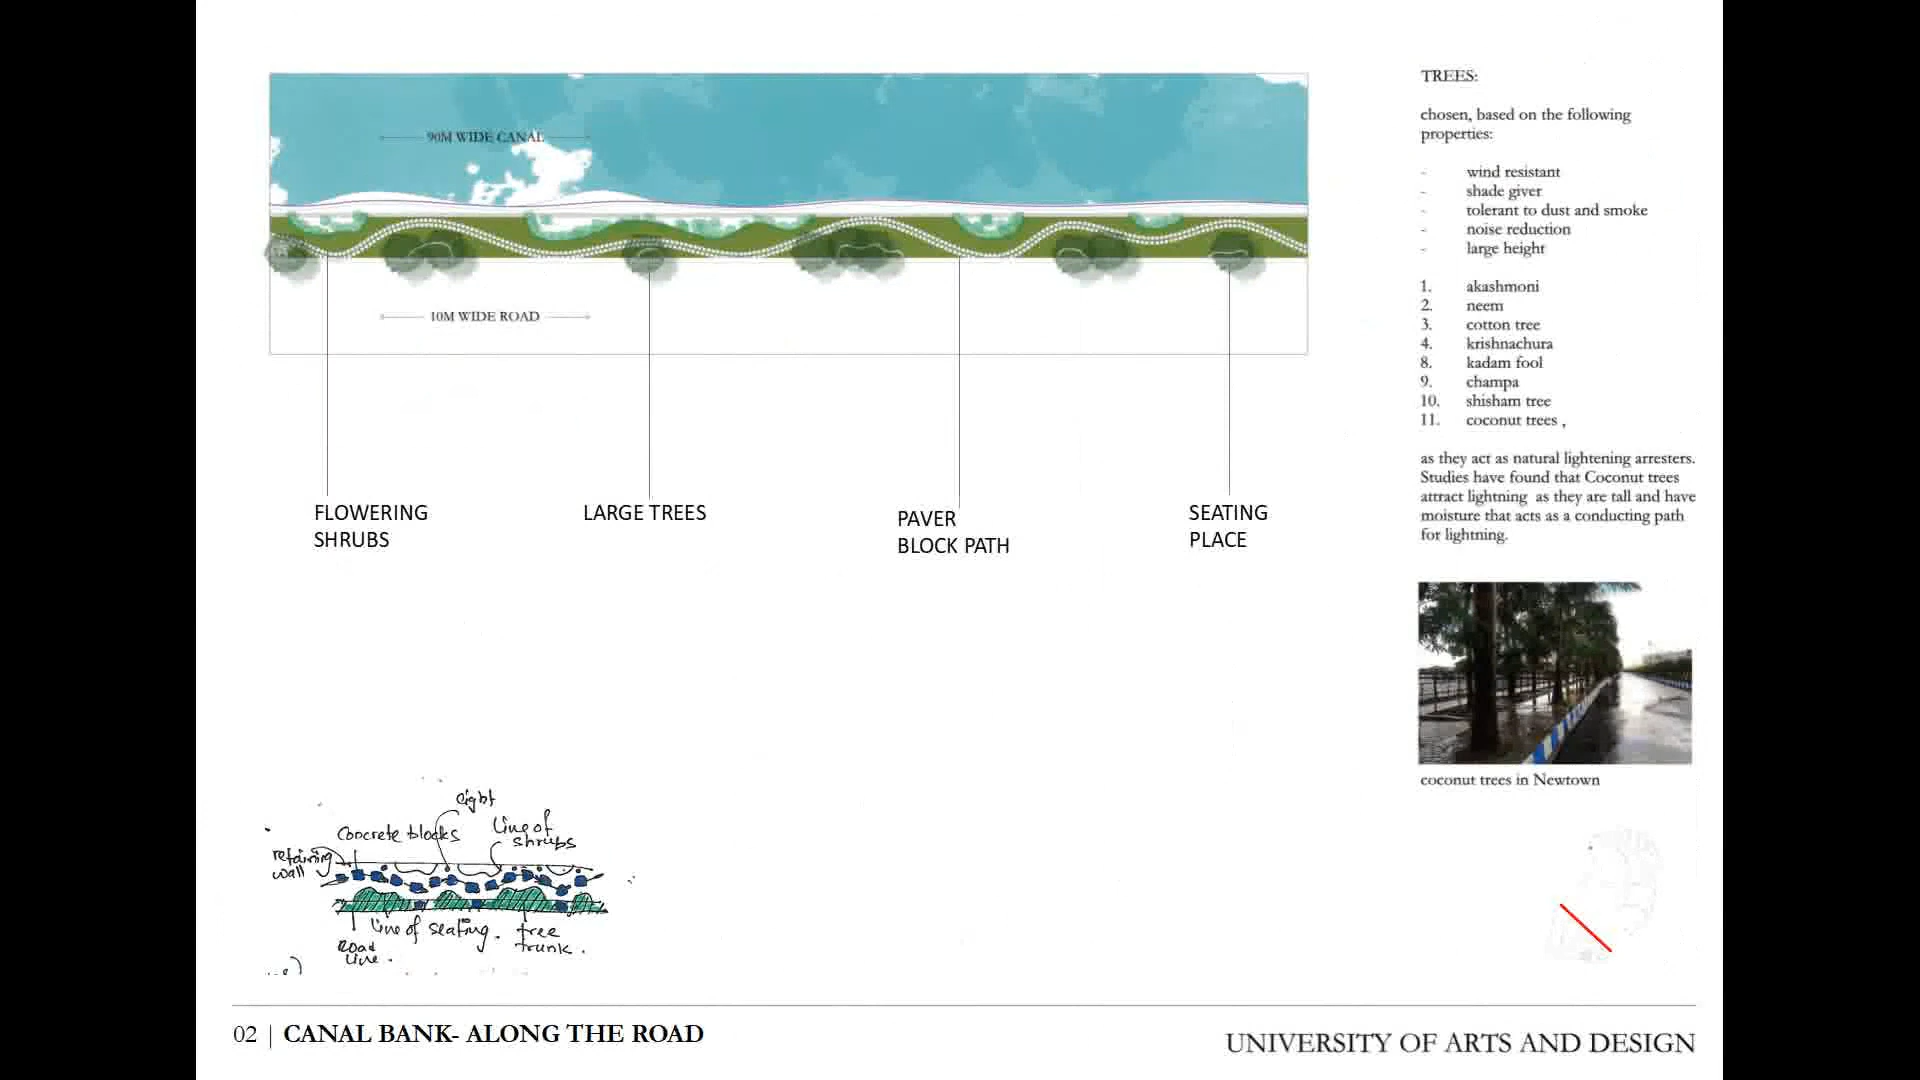 90M WIDE CANAL
10M WIDE ROAD
FLOWERING
SHRUBS
LARGE TREES
PAVER
BLOCK PATH
SEATING
PLACE
TREES:
chosen, based on the following
properties:
- wind resistant
- shade giver
- tolerant to dust and smoke
- noise reduction
- large height
1. akashmoni
2. neem
3. cotton tree
4. krishnachura
8. kadam fool
9. champa
10. shisham tree
11. coconut trees ,
as they act as natural lightening arresters.
Studies have found that Coconut trees
attract lightning as they are tall and have
moisture that acts as a conducting path
for lightning.
coconut trees in Newtown
light
Concrete blocks
line of
shrubs
retaining
wall
line of seating.
tree
trunk.
Road
line.
02 | CANAL BANK- ALONG THE ROAD
UNIVERSITY OF ARTS AND DESIGN